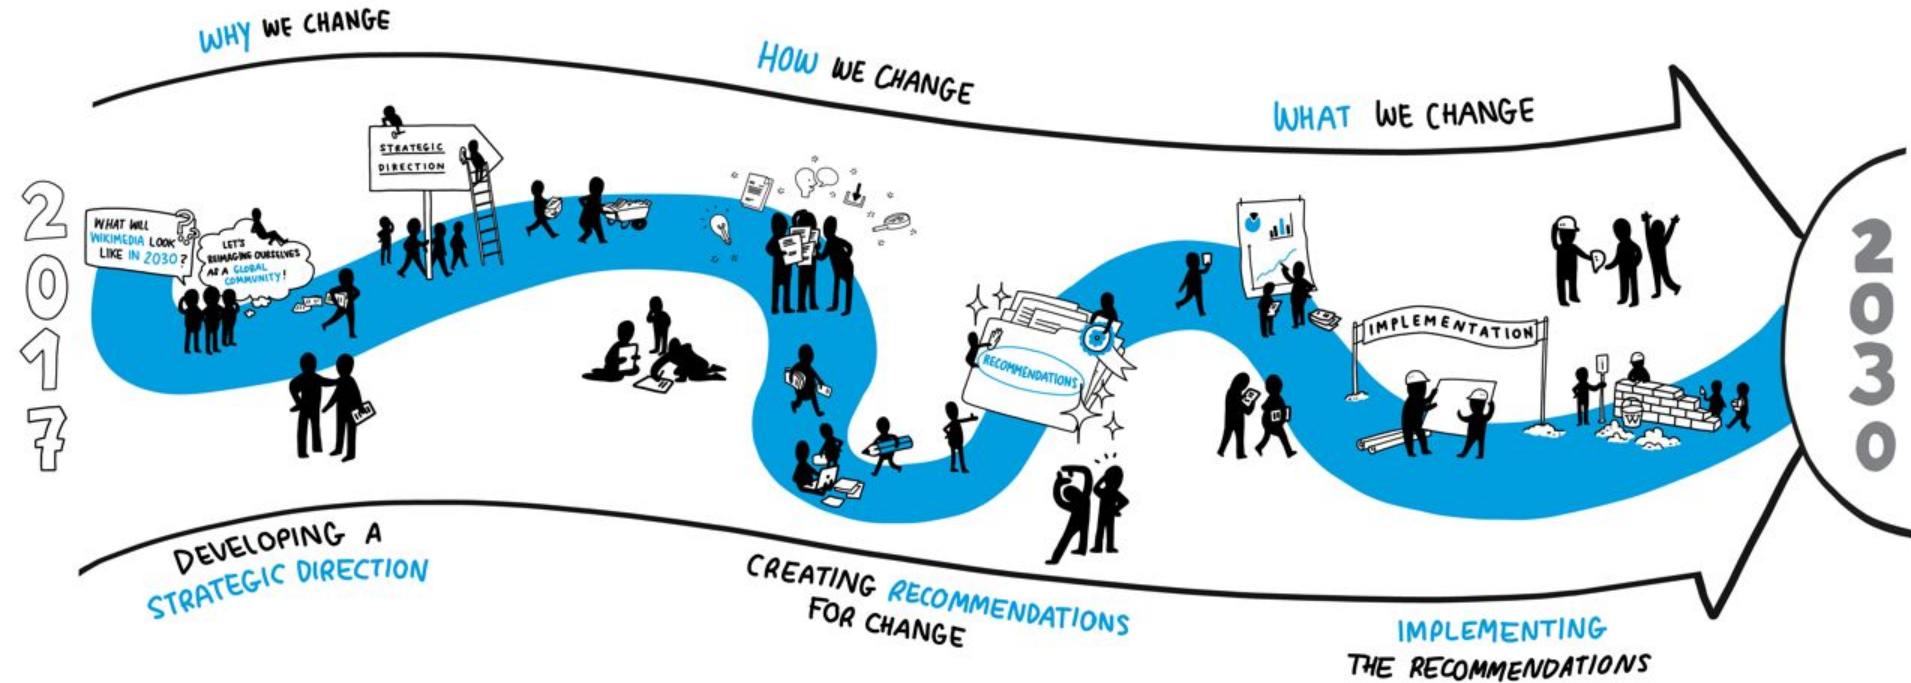 WHY WE CHANGE
HOW WE CHANGE
WHAT WE CHANGE
2017
WHAT WILL
WIKIMEDIA LOOK
LIKE IN 2030?
??
LET'S
REIMAGING OURSELVES
AS A GLOBAL
COMMUNITY!
STRATEGIC
DIRECTION
RECOMMENDATIONS
IMPLEMENTATION
W
2030
DEVELOPING A
STRATEGIC DIRECTION
CREATING RECOMMENDATIONS
FOR CHANGE
IMPLEMENTING
THE RECOMMENDATIONS